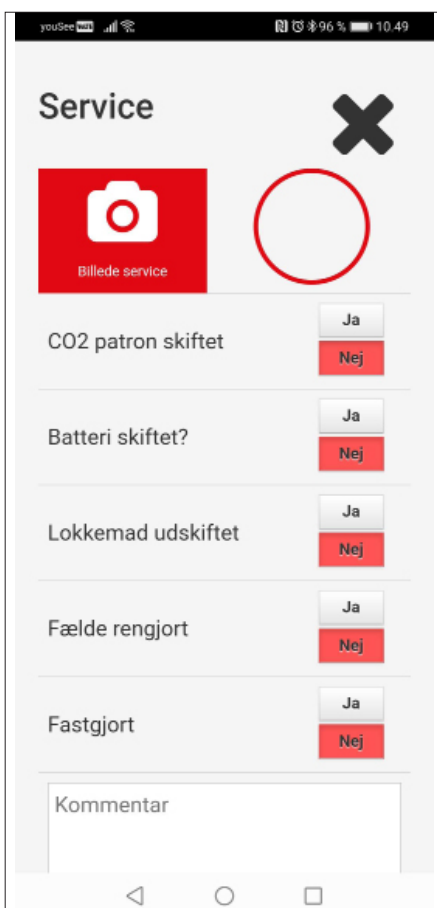 youSee VoLTE 96 % 10.49
Service
Billede service
CO2 patron skiftet
Ja
Nej
Batteri skiftet?
Ja
Nej
Lokkemad udskiftet
Ja
Nej
Fælde rengjort
Ja
Nej
Fastgjort
Ja
Nej
Kommentar